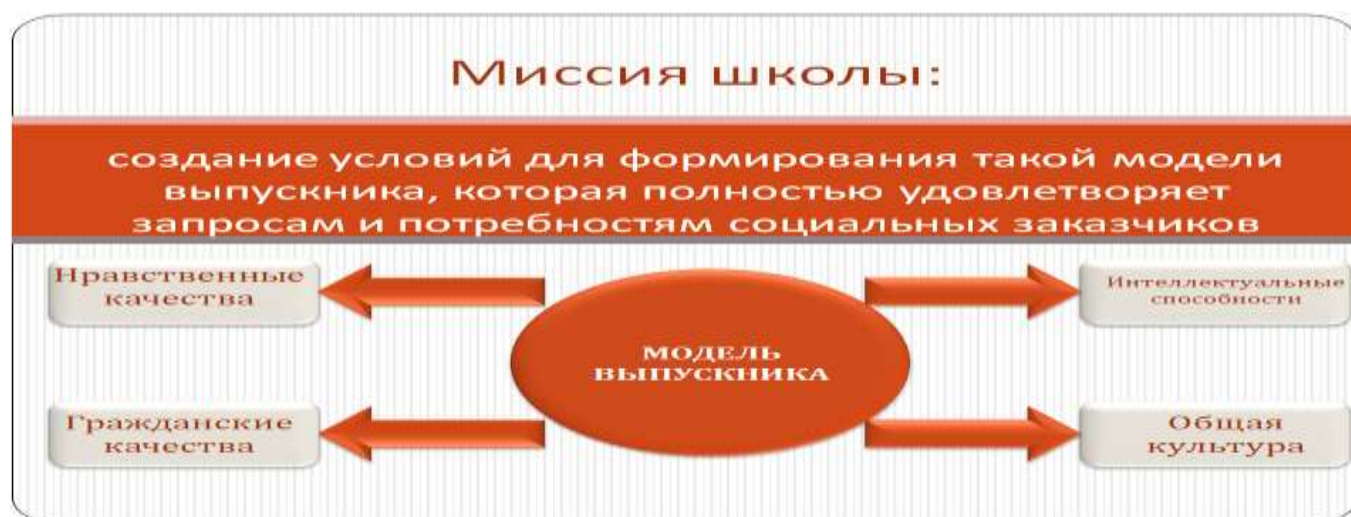 Миссия школы:
создание условий для формирования такой модели
выпускника, которая полностью удовлетворяет
запросам и потребностям социальных заказчиков
Нравственные
качества
Интеллектуальные
способности
МОДЕЛЬ
ВЫПУСКНИКА
Гражданские
качества
Общая
культура